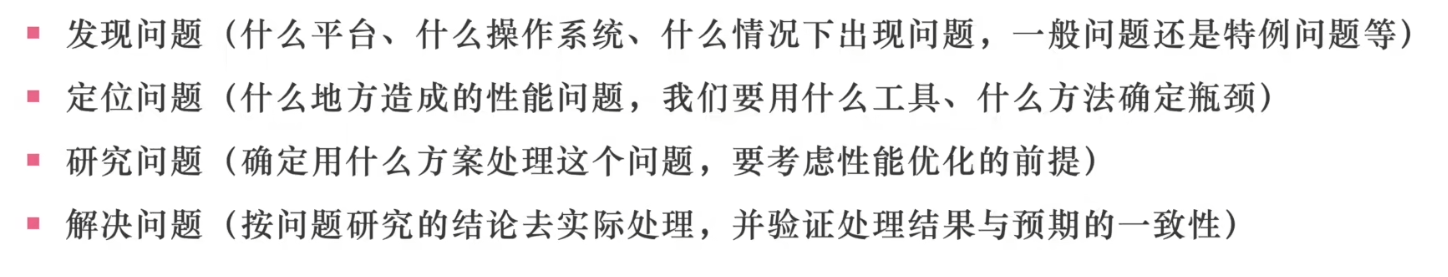 发现问题（什么平台、什么操作系统、什么情况下出现问题，一般问题还是特例问题等）
定位问题（什么地方造成的性能问题，我们要用什么工具、什么方法确定瓶颈）
研究问题（确定用什么方案处理这个问题，要考虑性能优化的前提）
解决问题（按问题研究的结论去实际处理，并验证处理结果与预期的一致性）